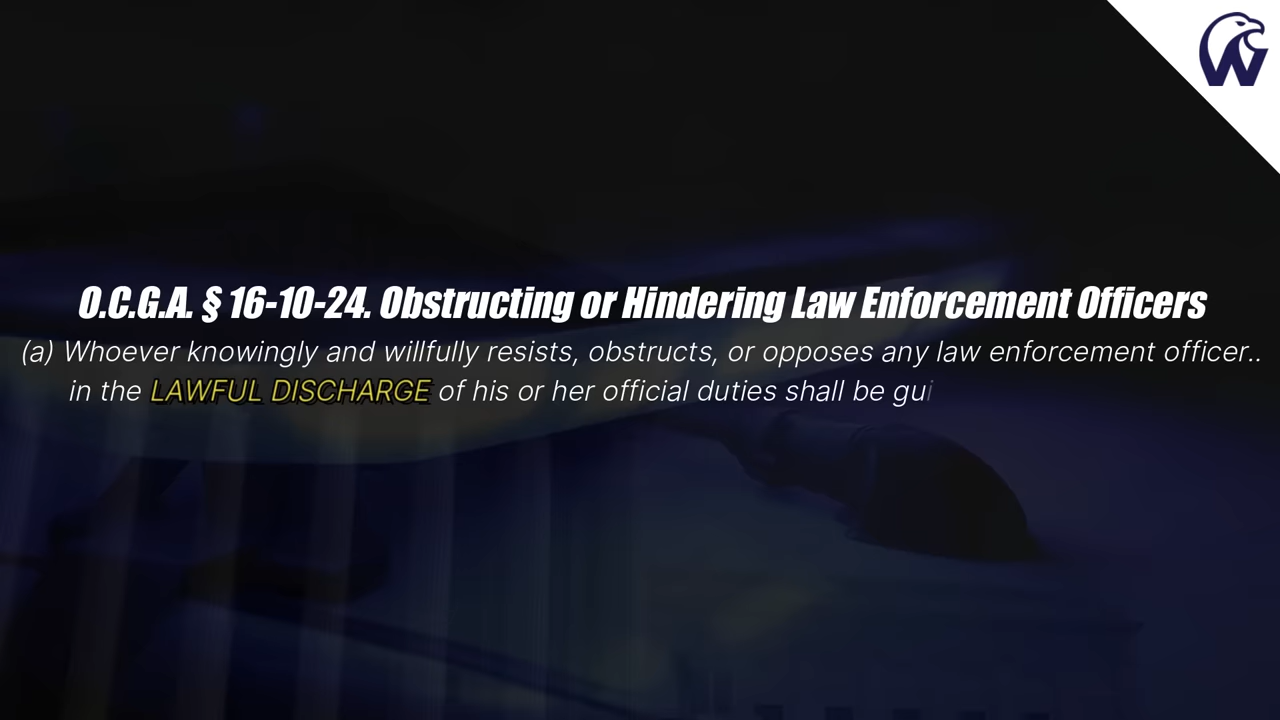 O.C.G.A. § 16-10-24. Obstructing or Hindering Law Enforcement Officers
(a) Whoever knowingly and willfully resists, obstructs, or opposes any law enforcement officer..
in the LAWFUL DISCHARGE of his or her official duties shall be gui